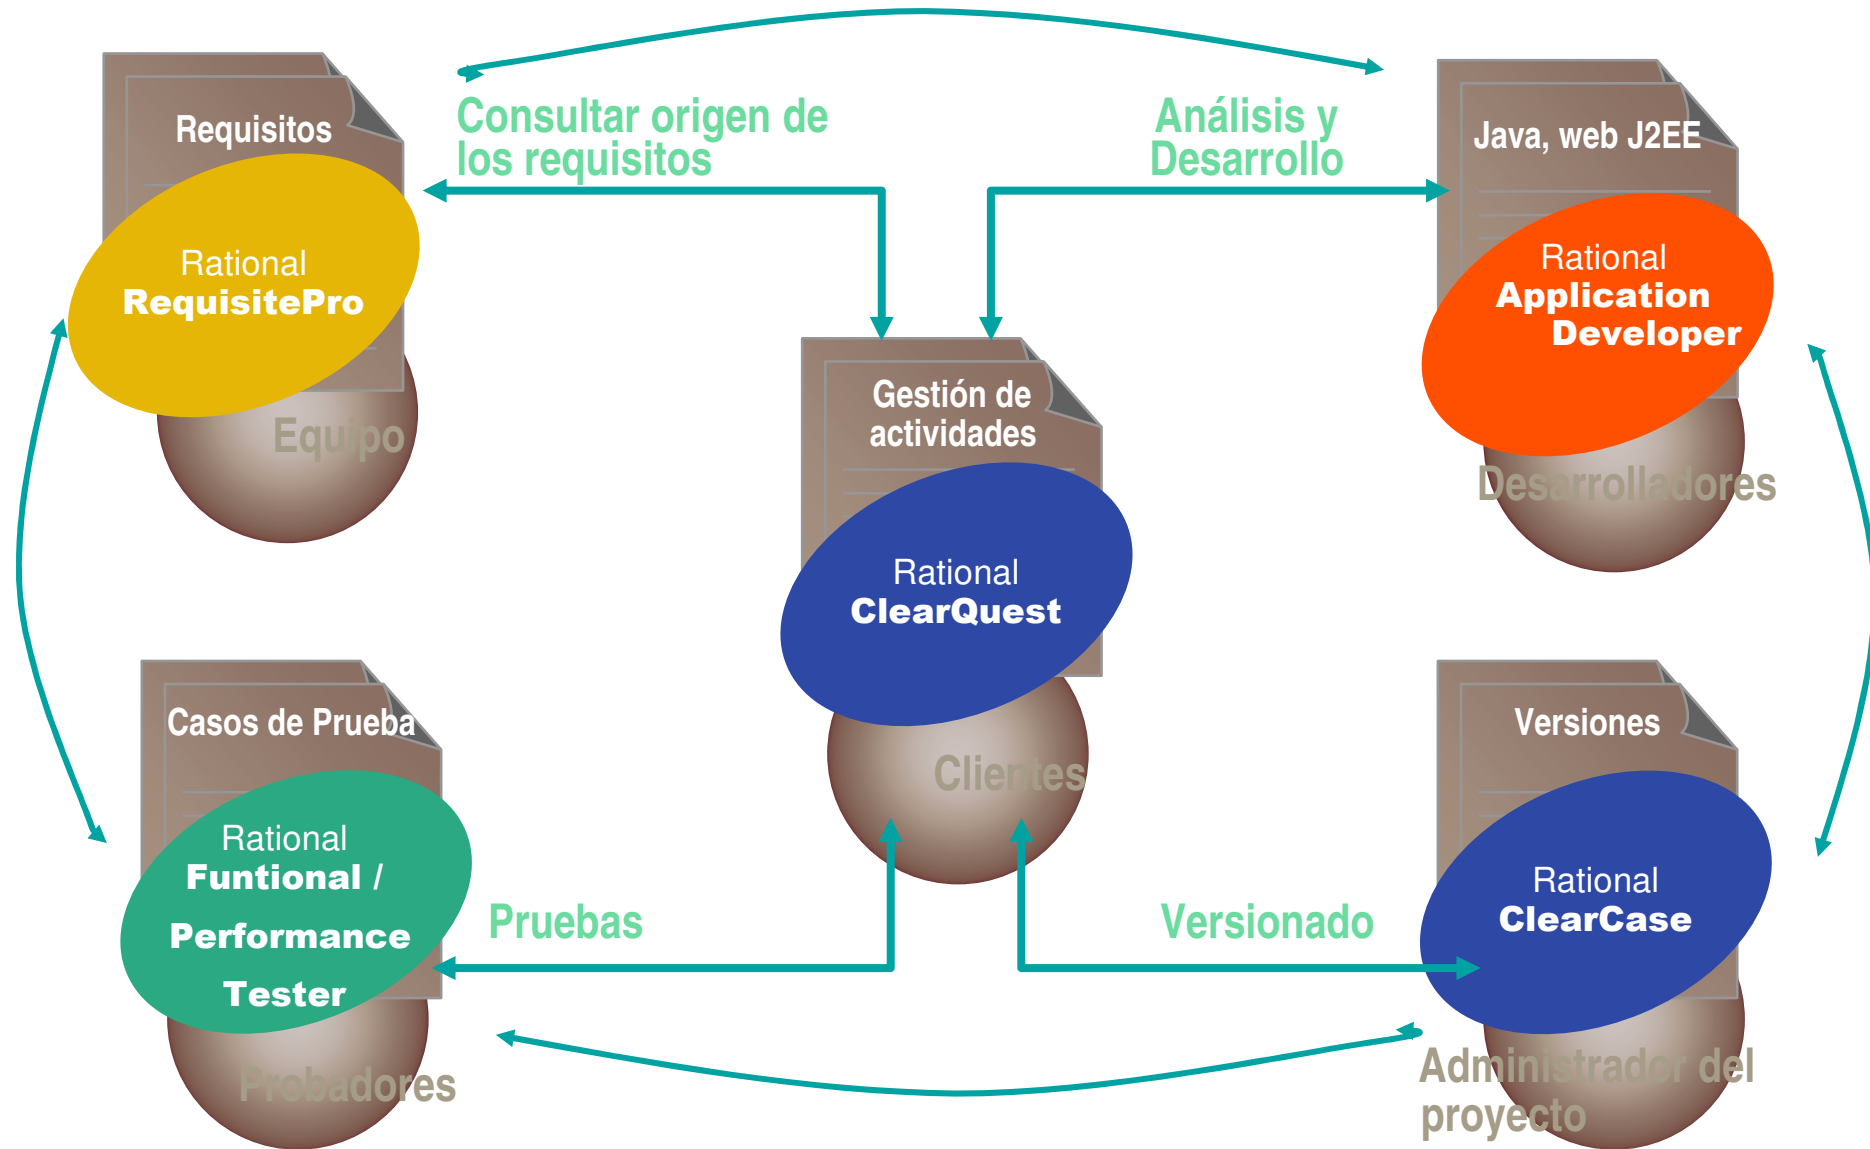 Requisitos
Rational
RequisitePro
Equipo
Consultar origen de
los requisitos
Análisis y
Desarrollo
Java, web J2EE
Rational
Application
Developer
Desarrolladores
Gestión de
actividades
Rational
ClearQuest
Clientes
Casos de Prueba
Rational
Funtional /
Performance
Tester
Probadores
Pruebas
Versionado
Versiones
Rational
ClearCase
Administrador del
proyecto